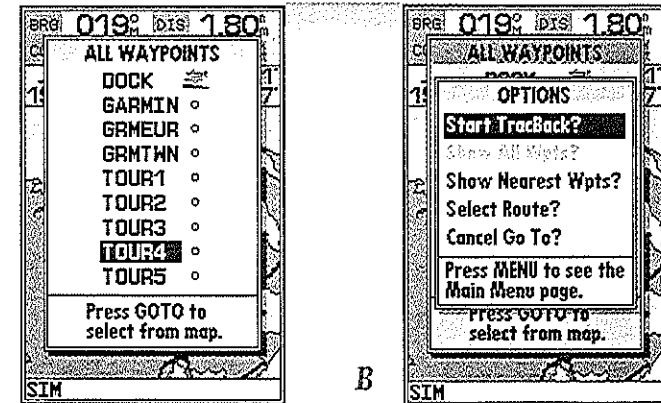 BRG 019°M DIS 1.80nm
ALL WAYPOINTS
DOCK
GARMIN
GRMEUR
GRMTWN
TOUR1
TOUR2
TOUR3
TOUR4
TOUR5
Press GOTO to
select from map.
SIM
B
BRG 019°M DIS 1.80nm
ALL WAYPOINTS
DOCK
OPTIONS
Start TracBack?
Show All Wpts?
Show Nearest Wpts?
Select Route?
Cancel Go To?
Press MENU to see the
Main Menu page.
Press GOTO to
select from map.
SIM